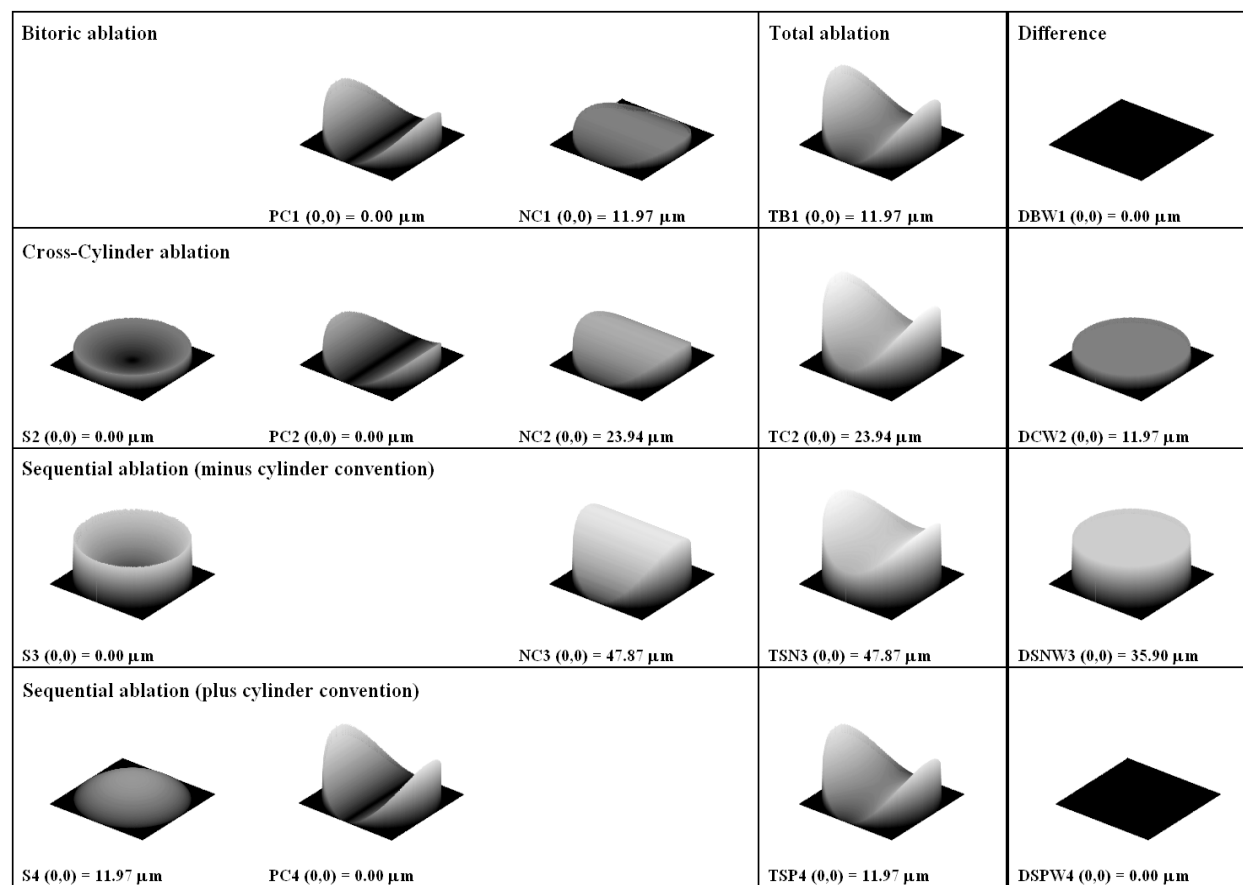 Bitoric ablation Total ablation Difference
PC1 (0,0) = 0.00 μm NC1 (0,0) = 11.97 μm TB1 (0,0) = 11.97 μm DBW1 (0,0) = 0.00 μm
Cross-Cylinder ablation
S2 (0,0) = 0.00 μm PC2 (0,0) = 0.00 μm NC2 (0,0) = 23.94 μm TC2 (0,0) = 23.94 μm DCW2 (0,0) = 11.97 μm
Sequential ablation (minus cylinder convention)
S3 (0,0) = 0.00 μm NC3 (0,0) = 47.87 μm TSN3 (0,0) = 47.87 μm DSNW3 (0,0) = 35.90 μm
Sequential ablation (plus cylinder convention)
S4 (0,0) = 11.97 μm PC4 (0,0) = 0.00 μm TSP4 (0,0) = 11.97 μm DSPW4 (0,0) = 0.00 μm